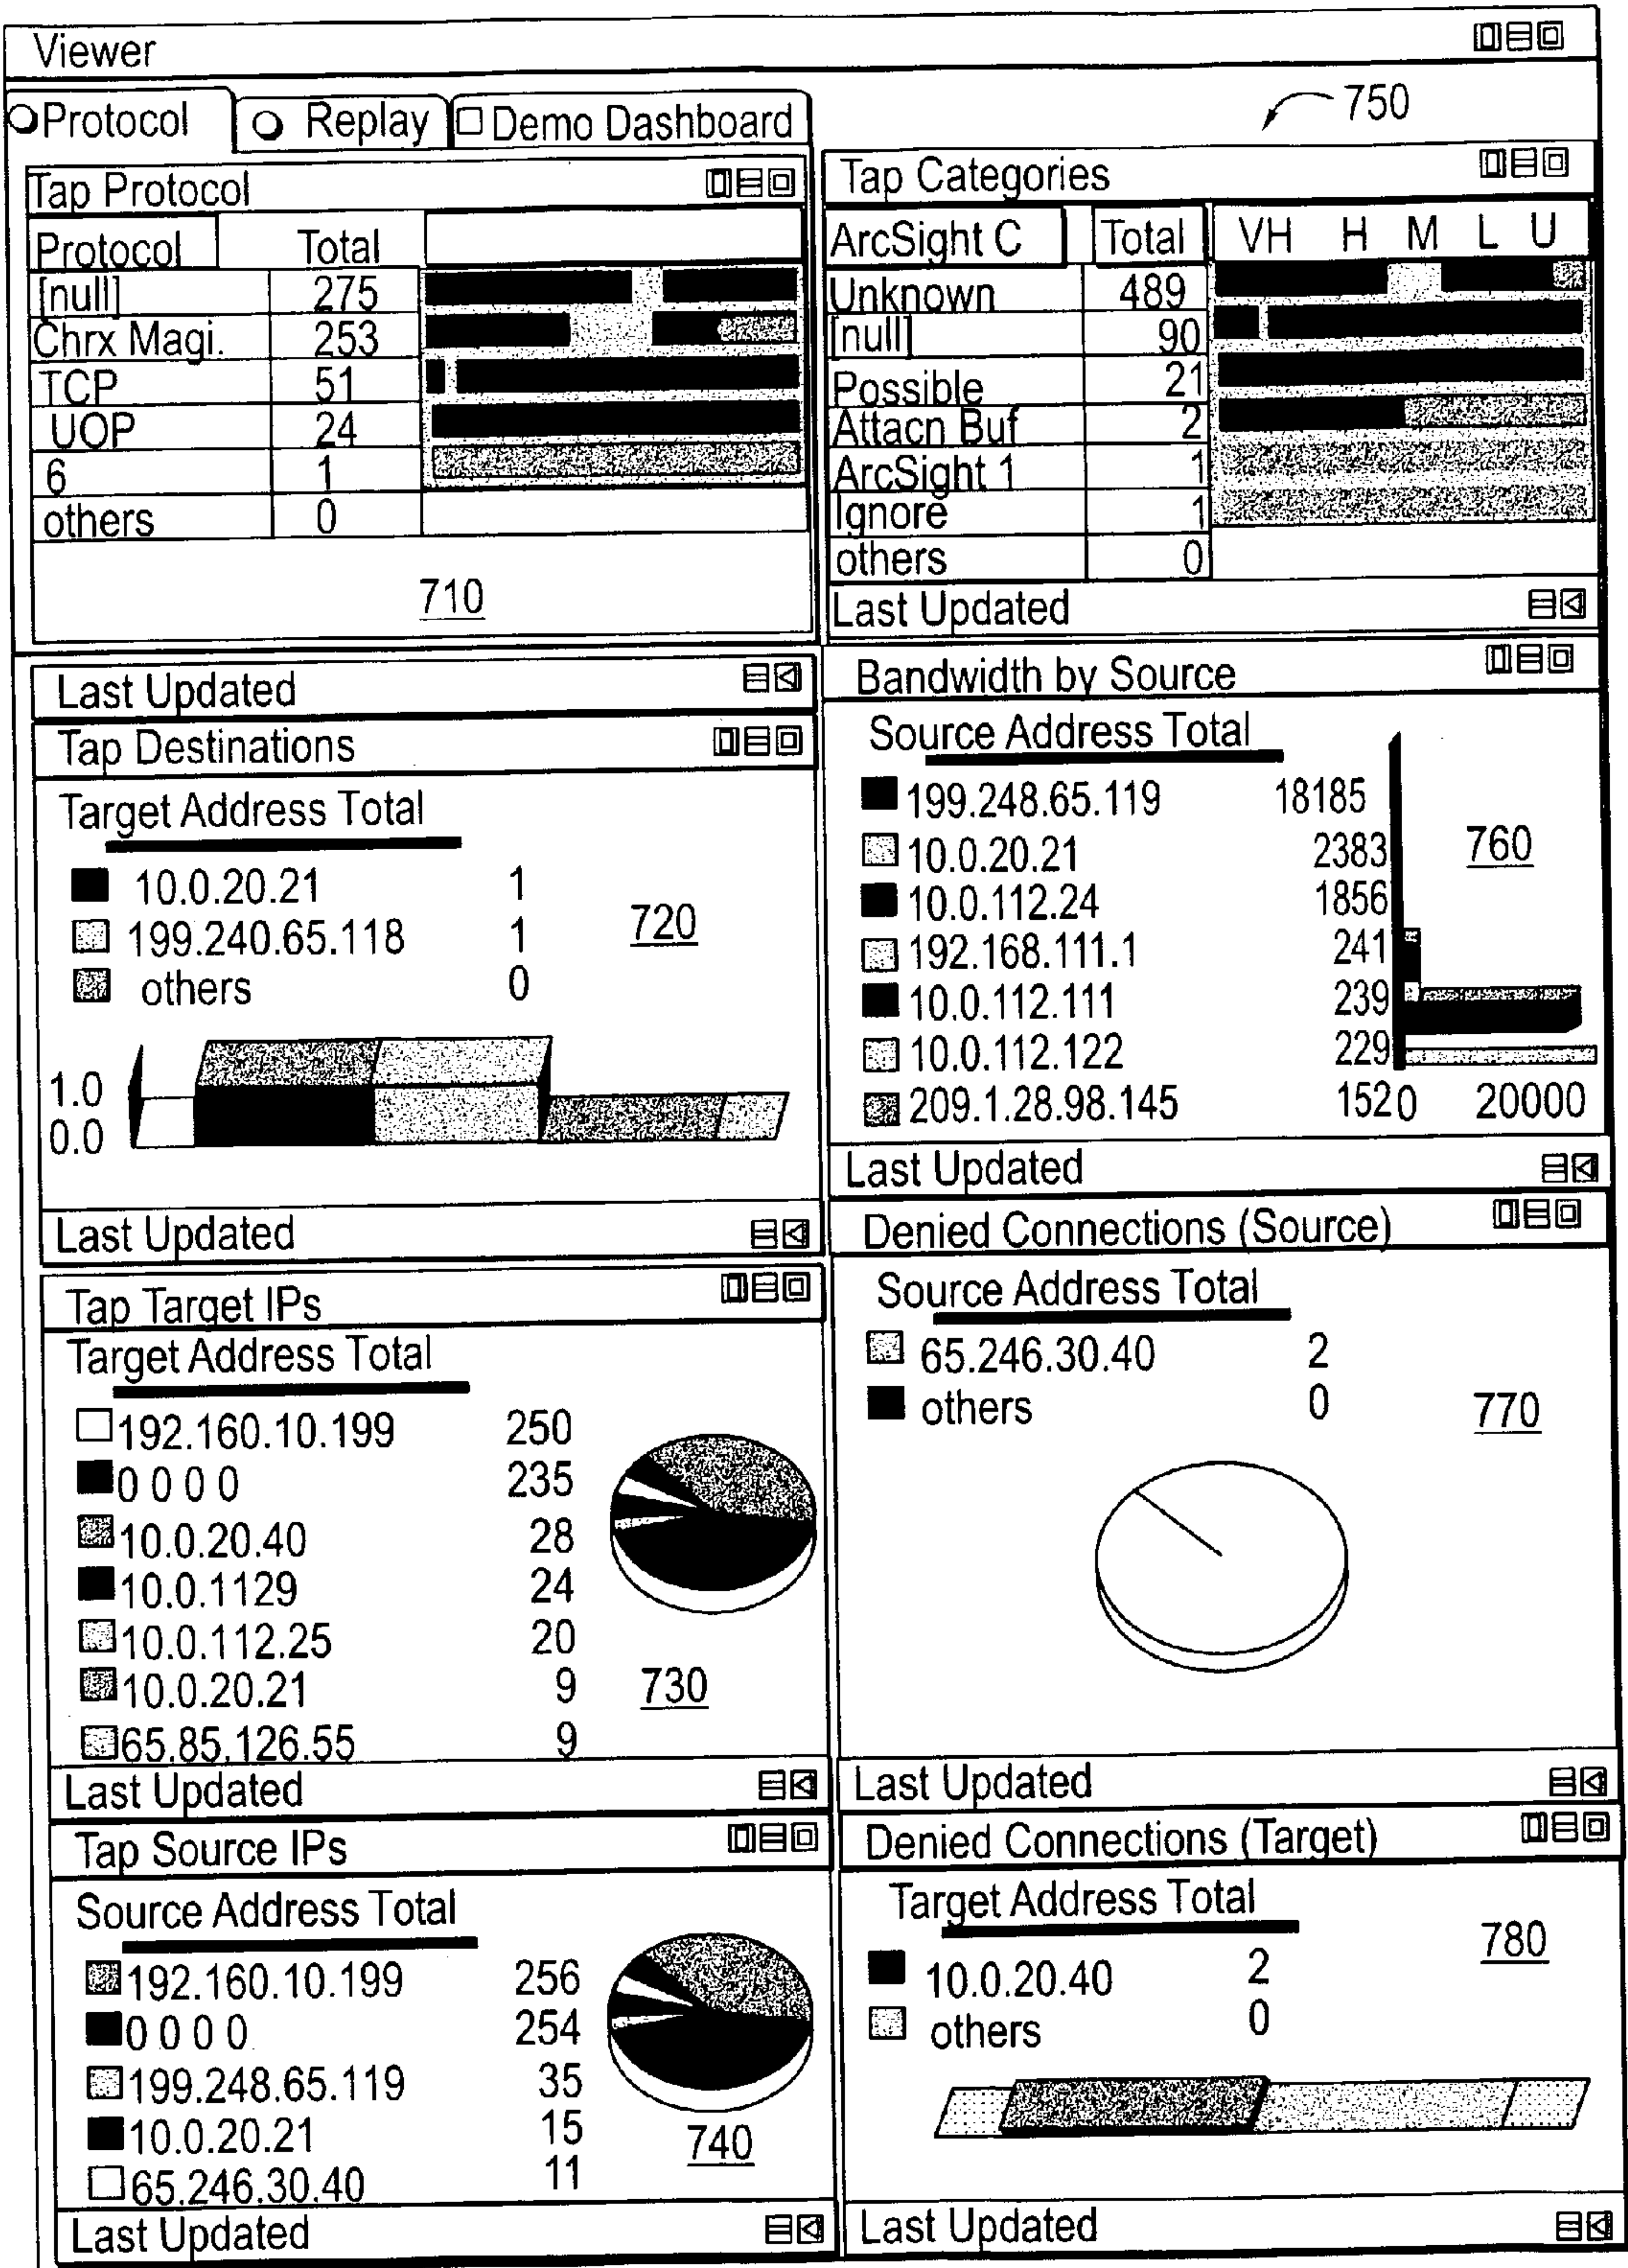 Viewer
Protocol Replay Demo Dashboard
750
Tap Protocol
Protocol Total
[null] 275
Chrx Magi. 253
TCP 51
UOP 24
6 1
others 0
710
Last Updated
Tap Destinations
Target Address Total
10.0.20.21 1
199.240.65.118 1
others 0
720
1.0
0.0
Last Updated
Tap Target IPs
Target Address Total
192.160.10.199 250
0 0 0 0 235
10.0.20.40 28
10.0.1129 24
10.0.112.25 20
10.0.20.21 9
65.85.126.55 9
730
Last Updated
Tap Source IPs
Source Address Total
192.160.10.199 256
0 0 0 0 254
199.248.65.119 35
10.0.20.21 15
65.246.30.40 11
740
Last Updated
Tap Categories
ArcSight C Total VH H M L U
Unknown 489
[null] 90
Possible 21
Attacn Buf 2
ArcSight 1 1
Ignore 1
others 0
Last Updated
Bandwidth by Source
Source Address Total
199.248.65.119 18185
10.0.20.21 2383
10.0.112.24 1856
192.168.111.1 241
10.0.112.111 239
10.0.112.122 229
209.1.28.98.145 1520 20000
760
Last Updated
Denied Connections (Source)
Source Address Total
65.246.30.40 2
others 0
770
Last Updated
Denied Connections (Target)
Target Address Total
10.0.20.40 2
others 0
780
Last Updated